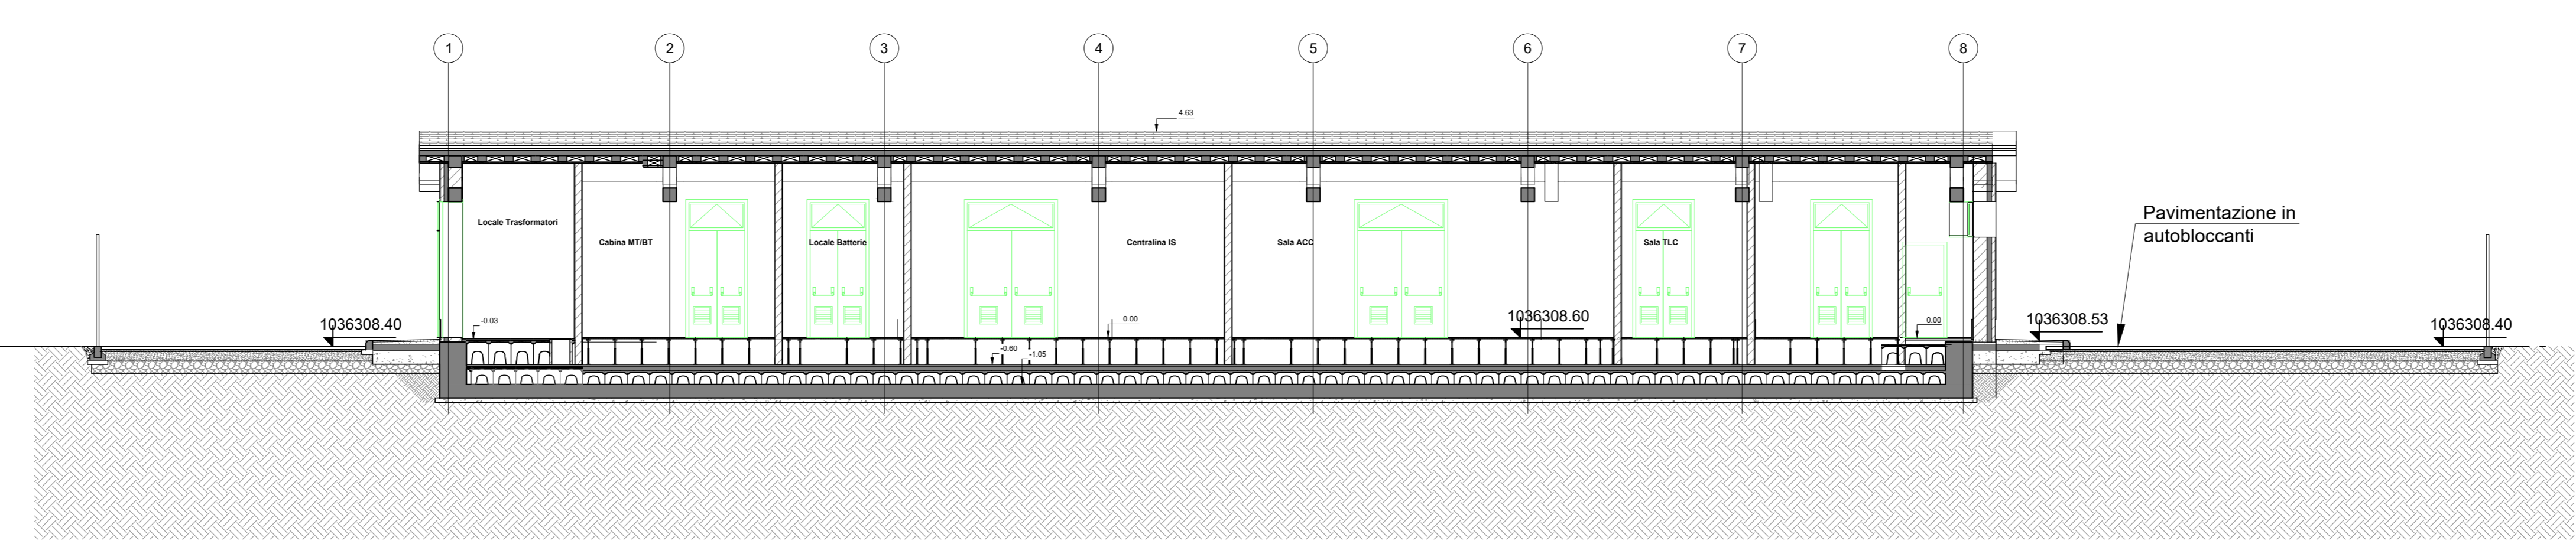 1 2 3 4 5 6 7 8
4.63
Locale Trasformatori
Cabina MT/BT
Locale Batterie
Centralina IS
Sala ACC
Sala TLC
Pavimentazione in
autobloccanti
1036308.40
-0.03
0.00
1036308.60
0.00
1036308.53
1036308.40
-0.60
-1.05